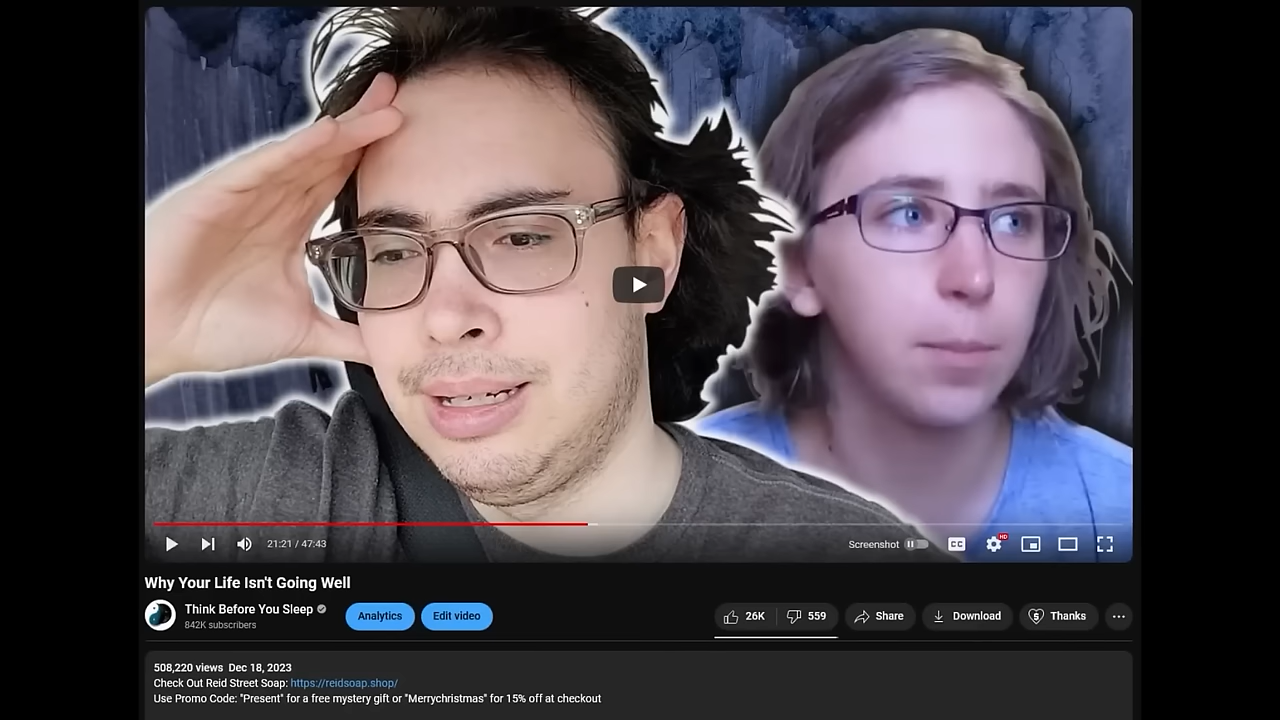 21:21 / 47:43
Screenshot
CC
HD
Why Your Life Isn't Going Well
Think Before You Sleep
842K subscribers
Analytics
Edit video
26K
559
Share
Download
Thanks
508,220 views Dec 18, 2023
Check Out Reid Street Soap: https://reidsoap.shop/
Use Promo Code: "Present" for a free mystery gift or "Merrychristmas" for 15% off at checkout